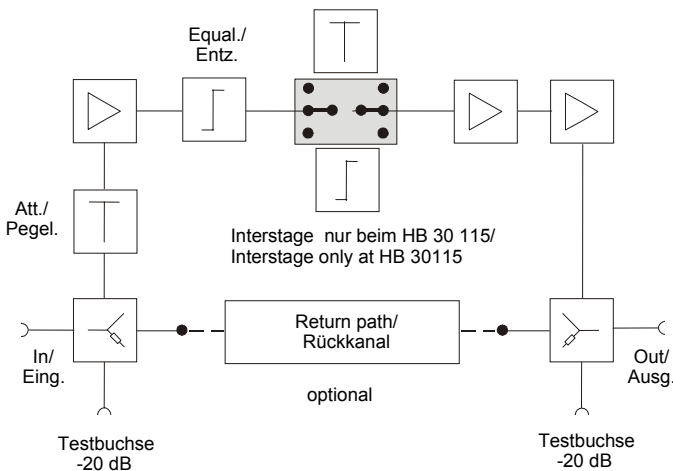 Equal./
Entz.
Att./
Pegel.
Interstage nur beim HB 30 115/
Interstage only at HB 30115
In/
Eing.
Return path/
Rückkanal
optional
Out/
Ausg.
Testbuchse
-20 dB
Testbuchse
-20 dB